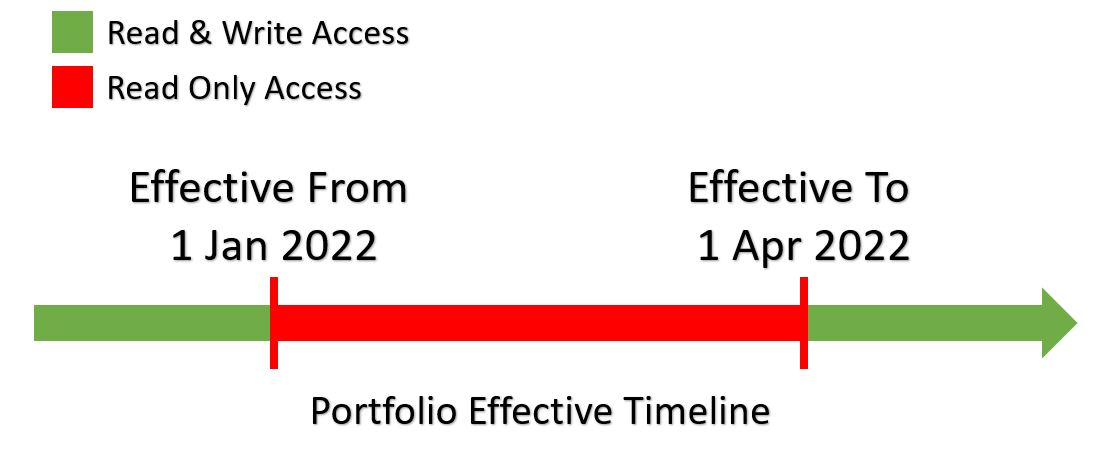 Read & Write Access
Read Only Access
Effective From
1 Jan 2022
Effective To
1 Apr 2022
Portfolio Effective Timeline